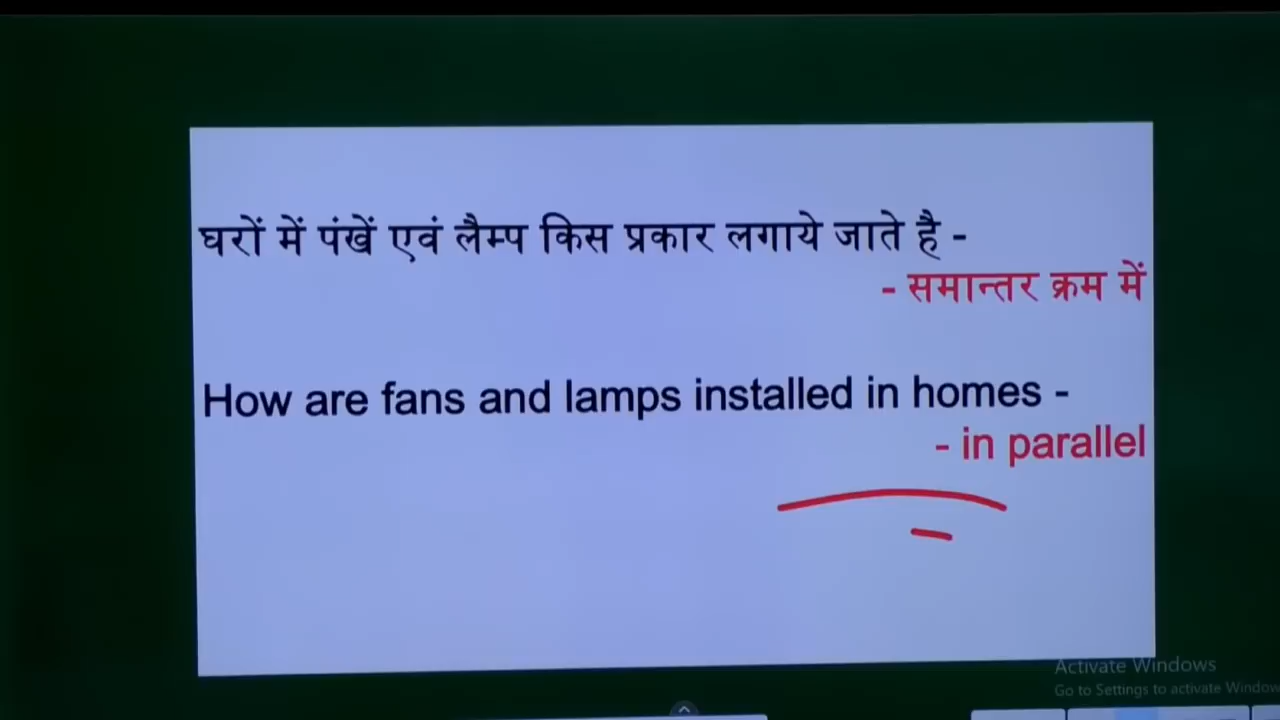 घरों में पंखें एवं लैम्प किस प्रकार लगाये जाते है -
- समान्तर क्रम में
How are fans and lamps installed in homes -
- in parallel
Activate Windows
Go to Settings to activate Window